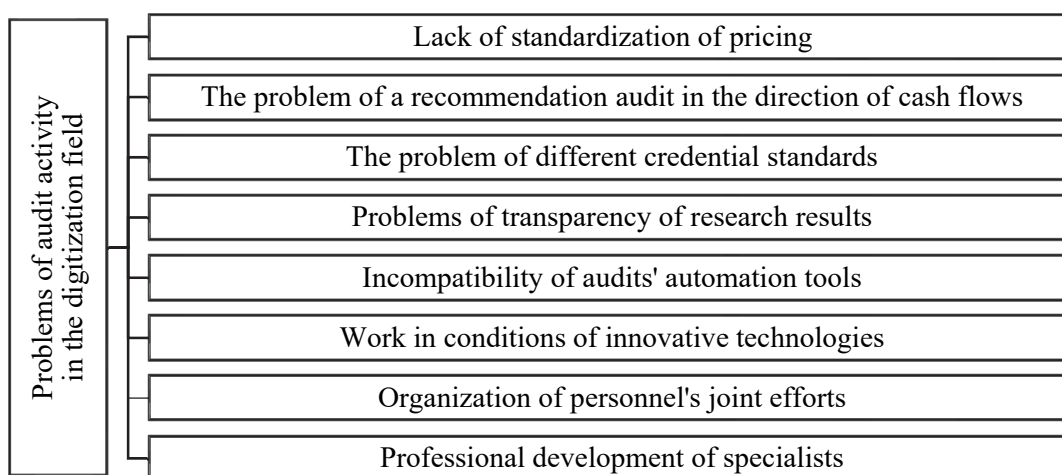 Problems of audit activity
in the digitization field
Lack of standardization of pricing
The problem of a recommendation audit in the direction of cash flows
The problem of different credential standards
Problems of transparency of research results
Incompatibility of audits' automation tools
Work in conditions of innovative technologies
Organization of personnel's joint efforts
Professional development of specialists